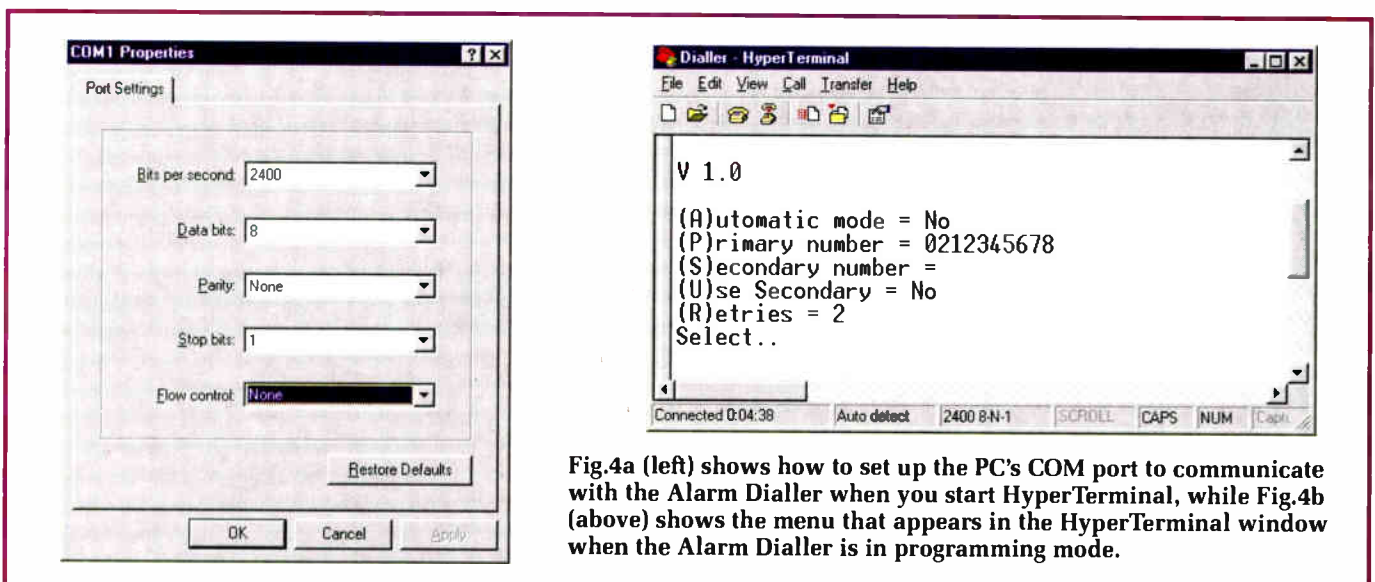 COM1 Properties
Port Settings
Bits per second: 2400
Data bits: 8
Parity: None
Stop bits: 1
Flow control: None
Restore Defaults
OK Cancel Apply
Dialler - HyperTerminal
File Edit View Call Transfer Help
V 1.0
(A)utomatic mode = No
(P)rimary number = 0212345678
(S)econdary number =
(U)se Secondary = No
(R)etries = 2
Select..
Connected 0:04:38 Auto detect 2400 8-N-1 SCROLL CAPS NUM Capt
Fig.4a (left) shows how to set up the PC's COM port to communicate
with the Alarm Dialler when you start HyperTerminal, while Fig.4b
(above) shows the menu that appears in the HyperTerminal window
when the Alarm Dialler is in programming mode.